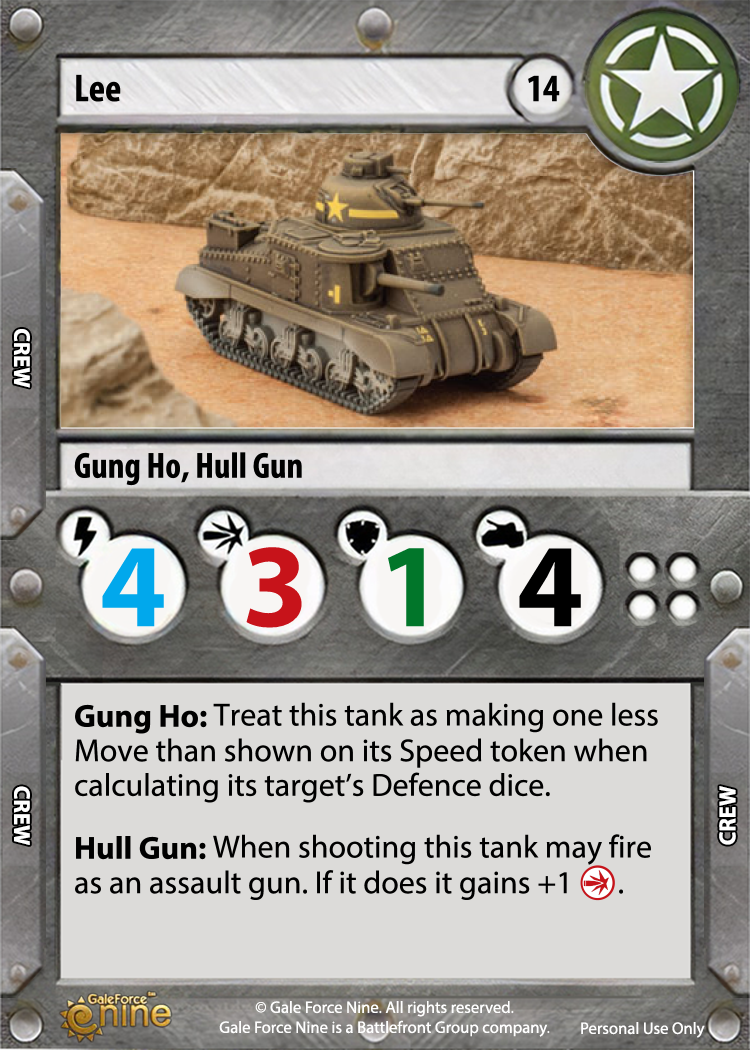 Lee
14
CREW
Gung Ho, Hull Gun
4 3 1 4
Gung Ho: Treat this tank as making one less
Move than shown on its Speed token when
calculating its target's Defence dice.
CREW
CREW
Hull Gun: When shooting this tank may fire
as an assault gun. If it does it gains +1 .
GaleForce™
nine
© Gale Force Nine. All rights reserved.
Gale Force Nine is a Battlefront Group company.
Personal Use Only